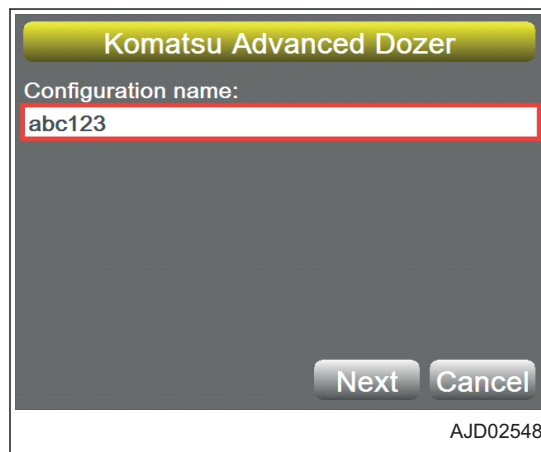 Komatsu Advanced Dozer
Configuration name:
abc123
Next Cancel
AJD02548